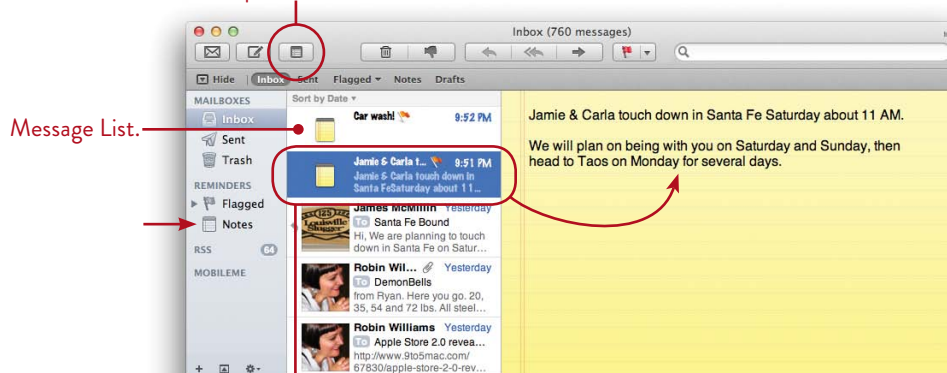 Inbox (760 messages)
Hide Inbox Sent Flagged Notes Drafts
MAILBOXES
Inbox
Sent
Trash
REMINDERS
Flagged
Notes
RSS 64
MOBILEME
Message List.
Sort by Date
Car wash! 9:52 PM
Jamie & Carla t... 9:51 PM
Jamie & Carla touch down in
Santa FeSaturday about 11...
James McMillin Yesterday
To Santa Fe Bound
Hi, We are planning to touch
down in Santa Fe on Satur...
Robin Wil... Yesterday
To DemonBells
from Ryan. Here you go. 20,
35, 54 and 72 lbs. All steel...
Robin Williams Yesterday
To Apple Store 2.0 revea...
http://www.9to5mac.com/
67830/apple-store-2-0-rev...
Jamie & Carla touch down in Santa Fe Saturday about 11 AM.
We will plan on being with you on Saturday and Sunday, then
head to Taos on Monday for several days.